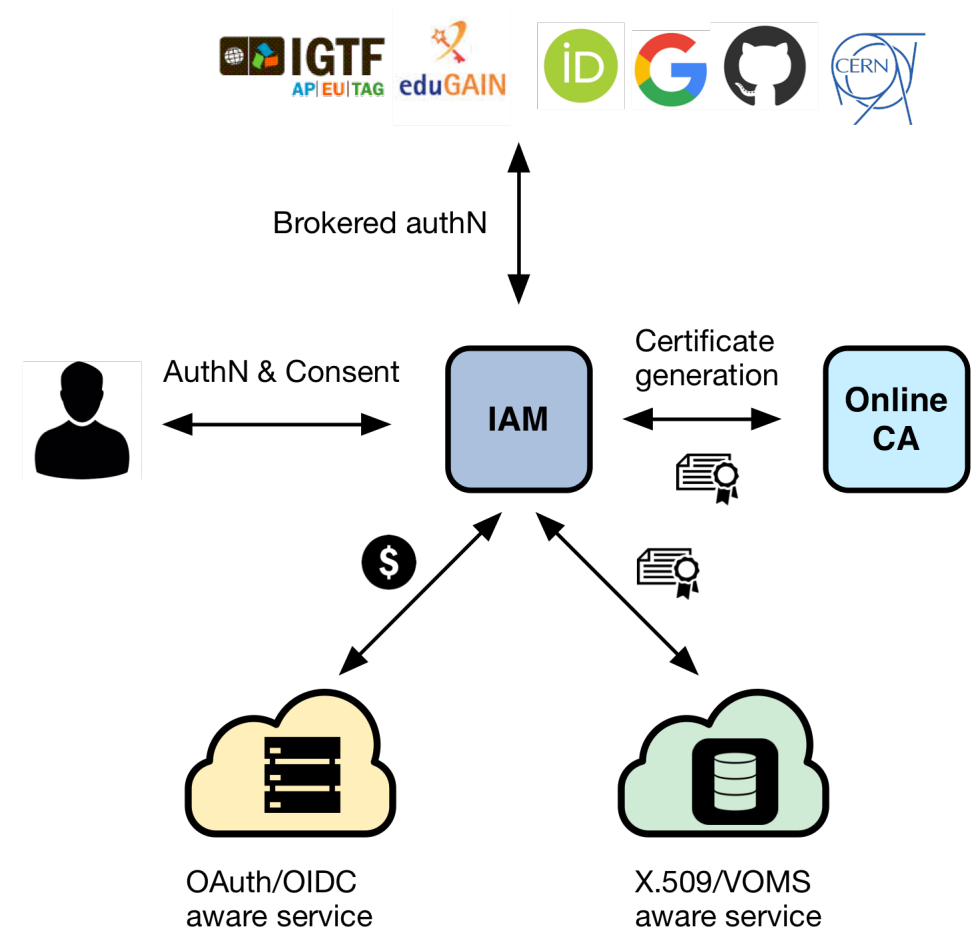 IGTF
AP|EU|TAG
eduGAIN
iD
CERN
Brokered authN
AuthN & Consent
Certificate
generation
IAM
Online
CA
$
OAuth/OIDC
aware service
X.509/VOMS
aware service